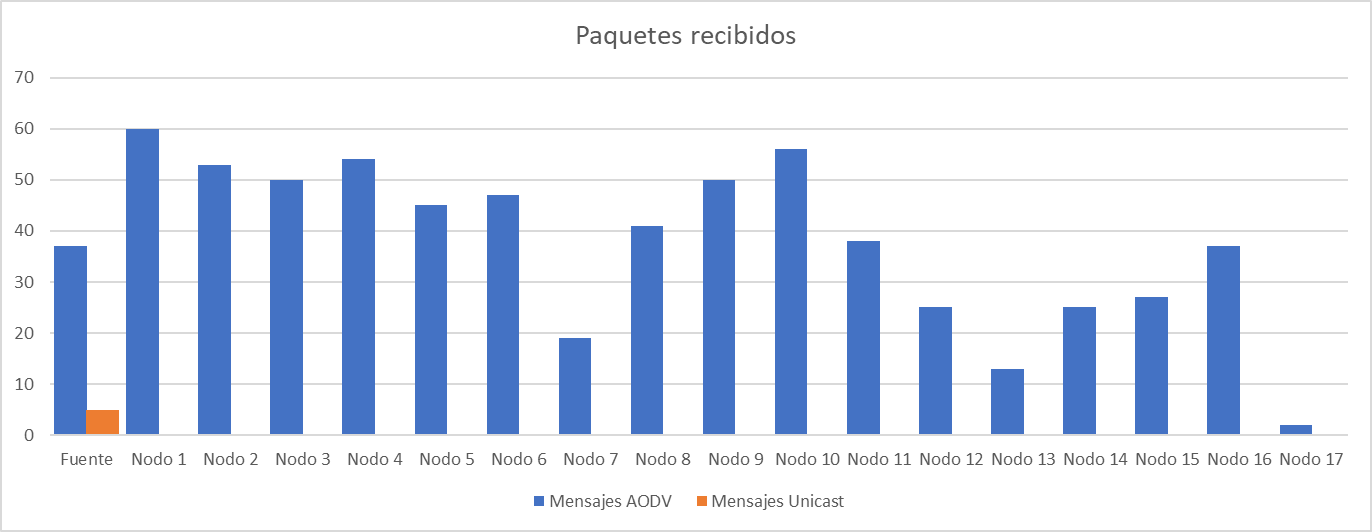 Paquetes recibidos
70
60
50
40
30
20
10
0
Fuente Nodo 1 Nodo 2 Nodo 3 Nodo 4 Nodo 5 Nodo 6 Nodo 7 Nodo 8 Nodo 9 Nodo 10 Nodo 11 Nodo 12 Nodo 13 Nodo 14 Nodo 15 Nodo 16 Nodo 17
Mensajes AODV Mensajes Unicast